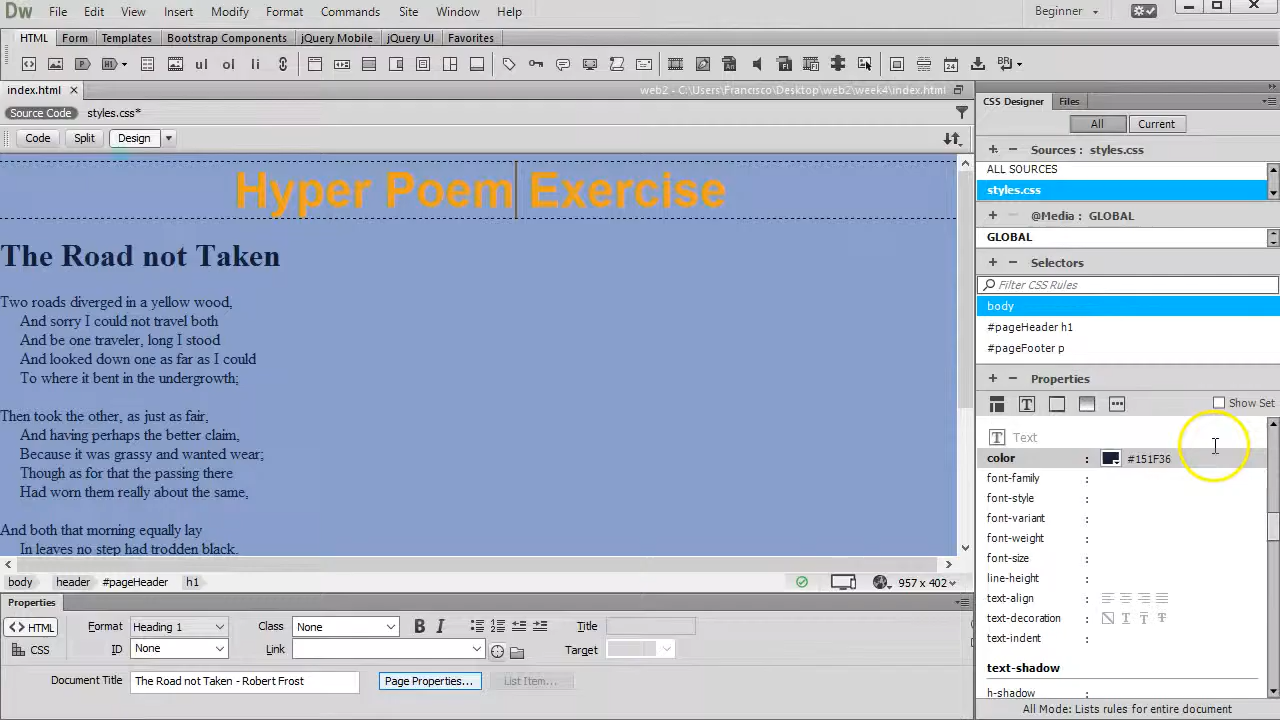 Dw File Edit View Insert Modify Format Commands Site Window Help Beginner
HTML Form Templates Bootstrap Components jQuery Mobile jQuery UI Favorites
ul ol li
index.html web2 - C:\Users\Francisco\Desktop\web2\week4\index.html
Source Code styles.css*
Code Split Design
Hyper Poem Exercise
The Road not Taken
Two roads diverged in a yellow wood,
And sorry I could not travel both
And be one traveler, long I stood
And looked down one as far as I could
To where it bent in the undergrowth;
Then took the other, as just as fair,
And having perhaps the better claim,
Because it was grassy and wanted wear;
Though as for that the passing there
Had worn them really about the same,
And both that morning equally lay
In leaves no step had trodden black.
body header #pageHeader h1 957 x 402
Properties
HTML Format Heading 1 Class None B I Title
CSS ID None Link Target
Document Title The Road not Taken - Robert Frost Page Properties... List Item...
CSS Designer Files
All Current
Sources : styles.css
ALL SOURCES
styles.css
@Media : GLOBAL
GLOBAL
Selectors
Filter CSS Rules
body
#pageHeader h1
#pageFooter p
Properties
Show Set
Text
color : #151F36
font-family :
font-style :
font-variant :
font-weight :
font-size :
line-height :
text-align :
text-decoration :
text-indent :
text-shadow
h-shadow :
All Mode: Lists rules for entire document